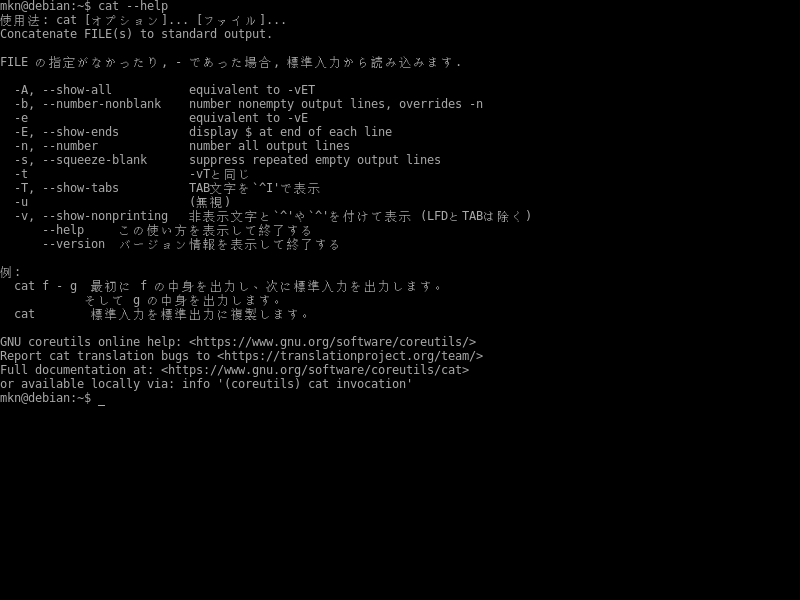 mkn@debian:~$ cat --help
使用法: cat [オプション]... [ファイル]...
Concatenate FILE(s) to standard output.
FILE の指定がなかったり, - であった場合, 標準入力から読み込みます.
-A, --show-all           equivalent to -vET
-b, --number-nonblank    number nonempty output lines, overrides -n
-e                       equivalent to -vE
-E, --show-ends          display $ at end of each line
-n, --number             number all output lines
-s, --squeeze-blank      suppress repeated empty output lines
-t                       -vTと同じ
-T, --show-tabs          TAB文字を`^I'で表示
-u                       (無視)
-v, --show-nonprinting   非表示文字と`^'や`^'を付けて表示 (LFDとTABは除く)
--help     この使い方を表示して終了する
--version  バージョン情報を表示して終了する
例:
cat f - g  最初に f の中身を出力し、次に標準入力を出力します。
そして g の中身を出力します。
cat        標準入力を標準出力に複製します。
GNU coreutils online help: <https://www.gnu.org/software/coreutils/>
Report cat translation bugs to <https://translationproject.org/team/>
Full documentation at: <https://www.gnu.org/software/coreutils/cat>
or available locally via: info '(coreutils) cat invocation'
mkn@debian:~$ _